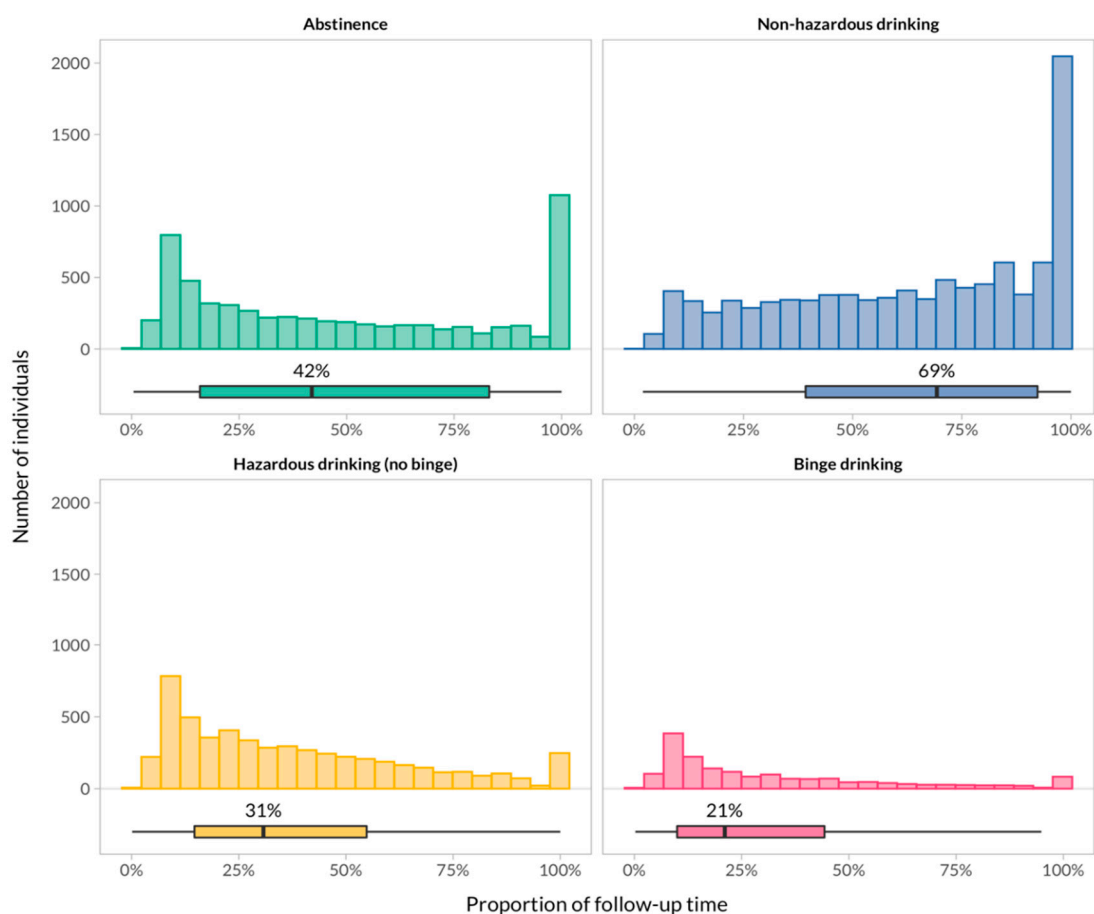 Abstinence
Non-hazardous drinking
2000
1500
1000
500
0
42%
69%
0% 25% 50% 75% 100%
0% 25% 50% 75% 100%
Number of individuals
Hazardous drinking (no binge)
Binge drinking
2000
1500
1000
500
0
31%
21%
0% 25% 50% 75% 100%
0% 25% 50% 75% 100%
Proportion of follow-up time